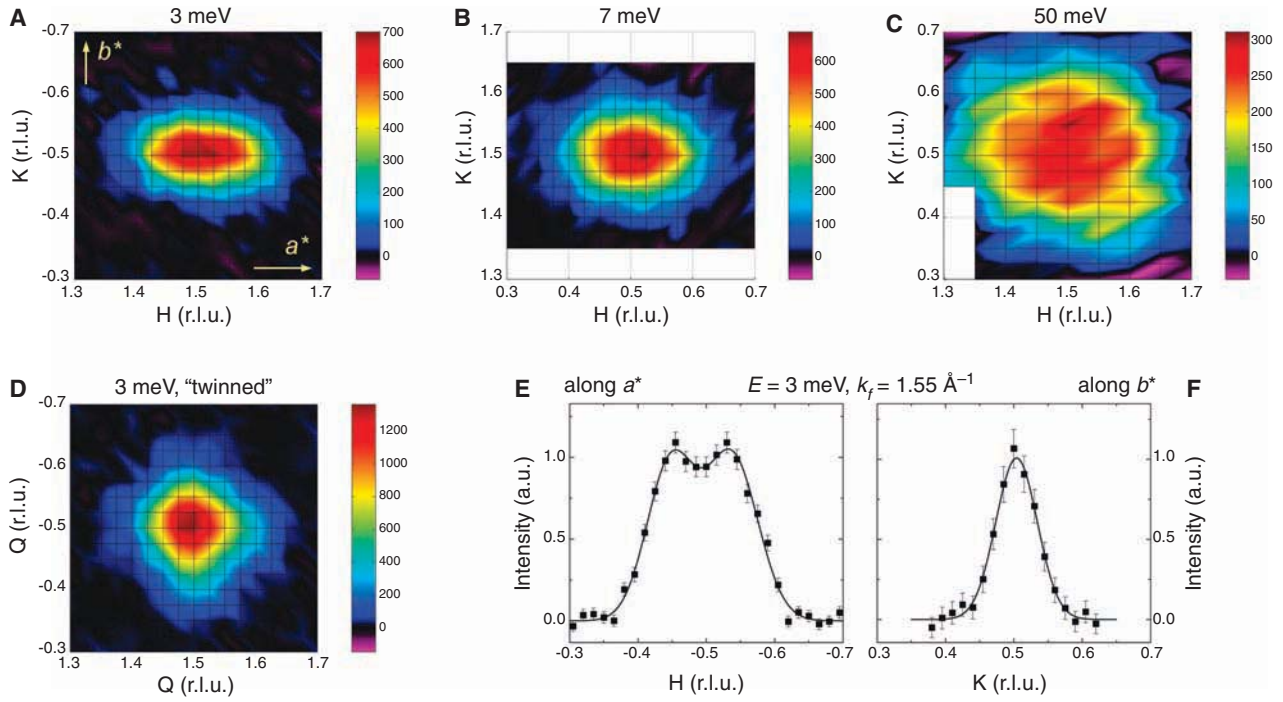 A 3 meV
-0.7
-0.6
-0.5
-0.4
-0.3
K (r.l.u.)
b*
a*
1.3 1.4 1.5 1.6 1.7
H (r.l.u.)
700
600
500
400
300
200
100
0
B 7 meV
1.7
1.6
1.5
1.4
1.3
K (r.l.u.)
0.3 0.4 0.5 0.6 0.7
H (r.l.u.)
600
500
400
300
200
100
0
C 50 meV
0.7
0.6
0.5
0.4
0.3
K (r.l.u.)
1.3 1.4 1.5 1.6 1.7
H (r.l.u.)
300
250
200
150
100
50
0
D 3 meV, “twinned”
-0.7
-0.6
-0.5
-0.4
-0.3
Q (r.l.u.)
1.3 1.4 1.5 1.6 1.7
Q (r.l.u.)
1200
1000
800
600
400
200
0
E along a* E = 3 meV, kf = 1.55 Å–1 along b* F
1.0
0.5
0.0
Intensity (a.u.)
-0.3 -0.4 -0.5 -0.6 -0.7
H (r.l.u.)
1.0
0.5
0.0
Intensity (a.u.)
0.3 0.4 0.5 0.6 0.7
K (r.l.u.)